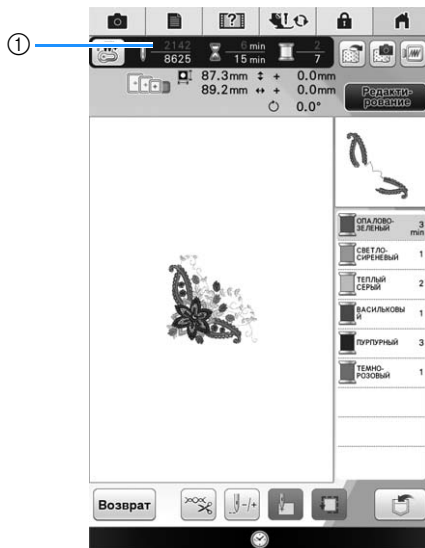 ①
2142 6 min 2
8625 15 min 7
87.3mm ↕ + 0.0mm
89.2mm ↔ + 0.0mm
0.0°
Редакти-
рование
ОПАЛОВО-
ЗЕЛЕНЫЙ 3
min
СВЕТЛО-
СИРЕНЕВЫЙ 1
ТЕПЛЫЙ
СЕРЫЙ 2
ВАСИЛЬКОВЫ
Й 1
ПУРПУРНЫЙ 3
ТЕМНО-
РОЗОВЫЙ 1
Возврат
-/+